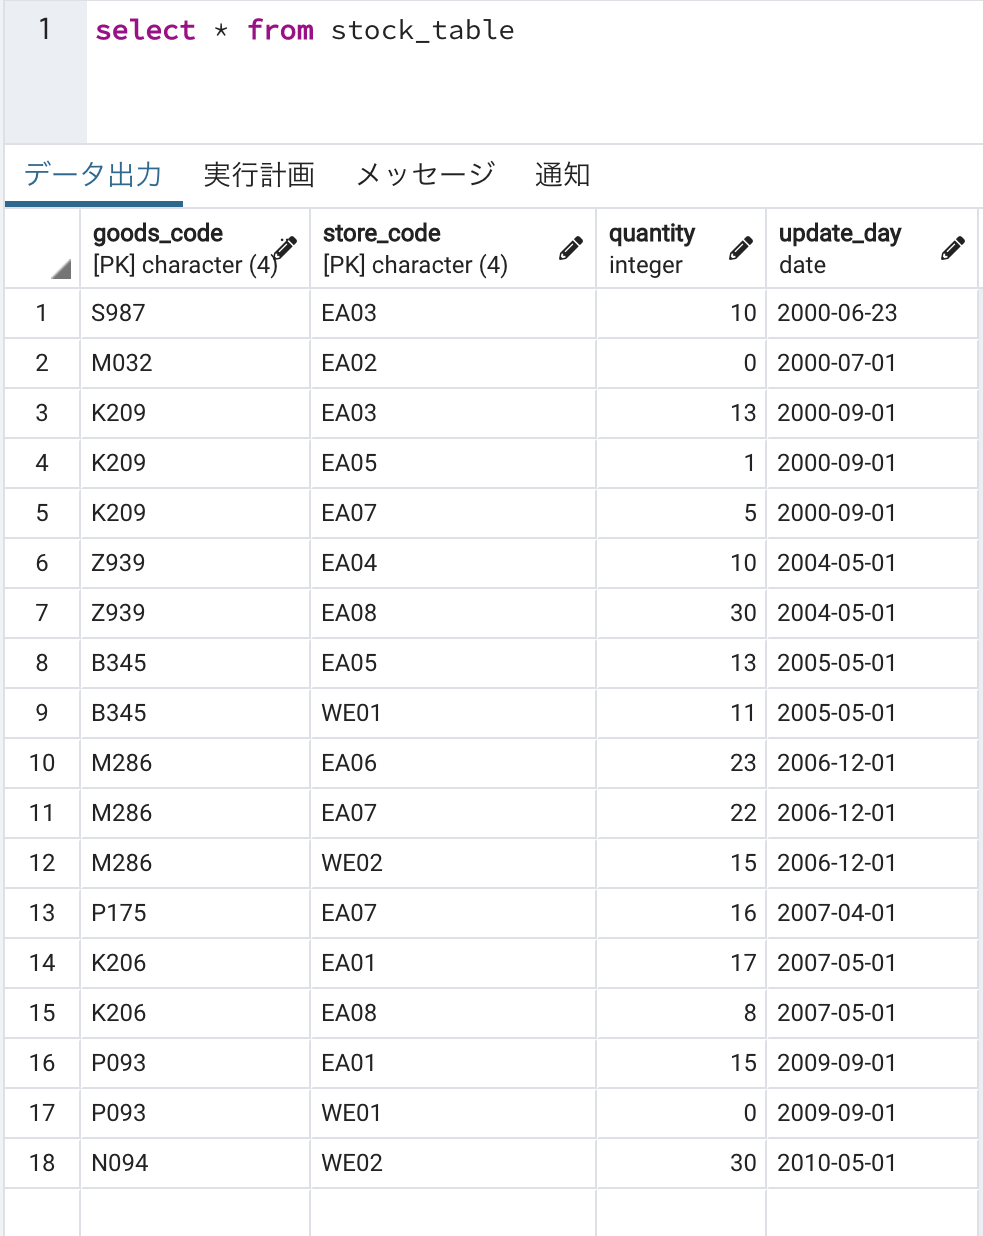 1 select * from stock_table
データ出力 実行計画 メッセージ 通知
goods_code store_code quantity update_day
[PK] character (4) [PK] character (4) integer date
1 S987 EA03 10 2000-06-23
2 M032 EA02 0 2000-07-01
3 K209 EA03 13 2000-09-01
4 K209 EA05 1 2000-09-01
5 K209 EA07 5 2000-09-01
6 Z939 EA04 10 2004-05-01
7 Z939 EA08 30 2004-05-01
8 B345 EA05 13 2005-05-01
9 B345 WE01 11 2005-05-01
10 M286 EA06 23 2006-12-01
11 M286 EA07 22 2006-12-01
12 M286 WE02 15 2006-12-01
13 P175 EA07 16 2007-04-01
14 K206 EA01 17 2007-05-01
15 K206 EA08 8 2007-05-01
16 P093 EA01 15 2009-09-01
17 P093 WE01 0 2009-09-01
18 N094 WE02 30 2010-05-01